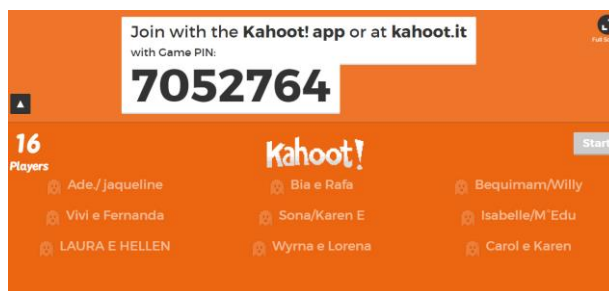 Join with the Kahoot! app or at kahoot.it
with Game PIN:
7052764
16
Players
Kahoot!
Start
Ade./ jaqueline
Bia e Rafa
Bequimam/Willy
Vivi e Fernanda
Sona/Karen E
Isabelle/M˜Edu
LAURA E HELLEN
Wyrna e Lorena
Carol e Karen